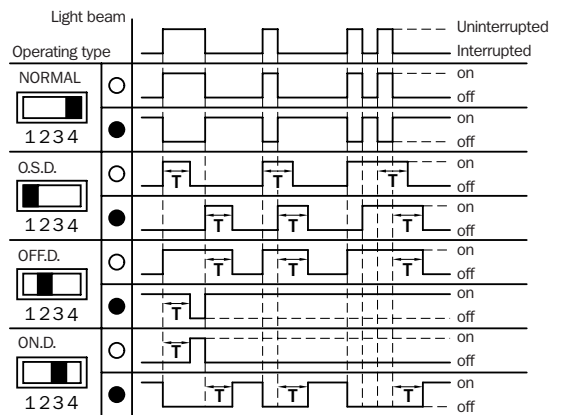 Light beam
Uninterrupted
Operating type
Interrupted
NORMAL
on
off
on
1234
off
O.S.D.
on
T T T
off
on
1234
T T T
off
OFF.D.
on
T T T
off
on
1234
T
off
ON.D.
on
T
off
on
1234
T T T
off